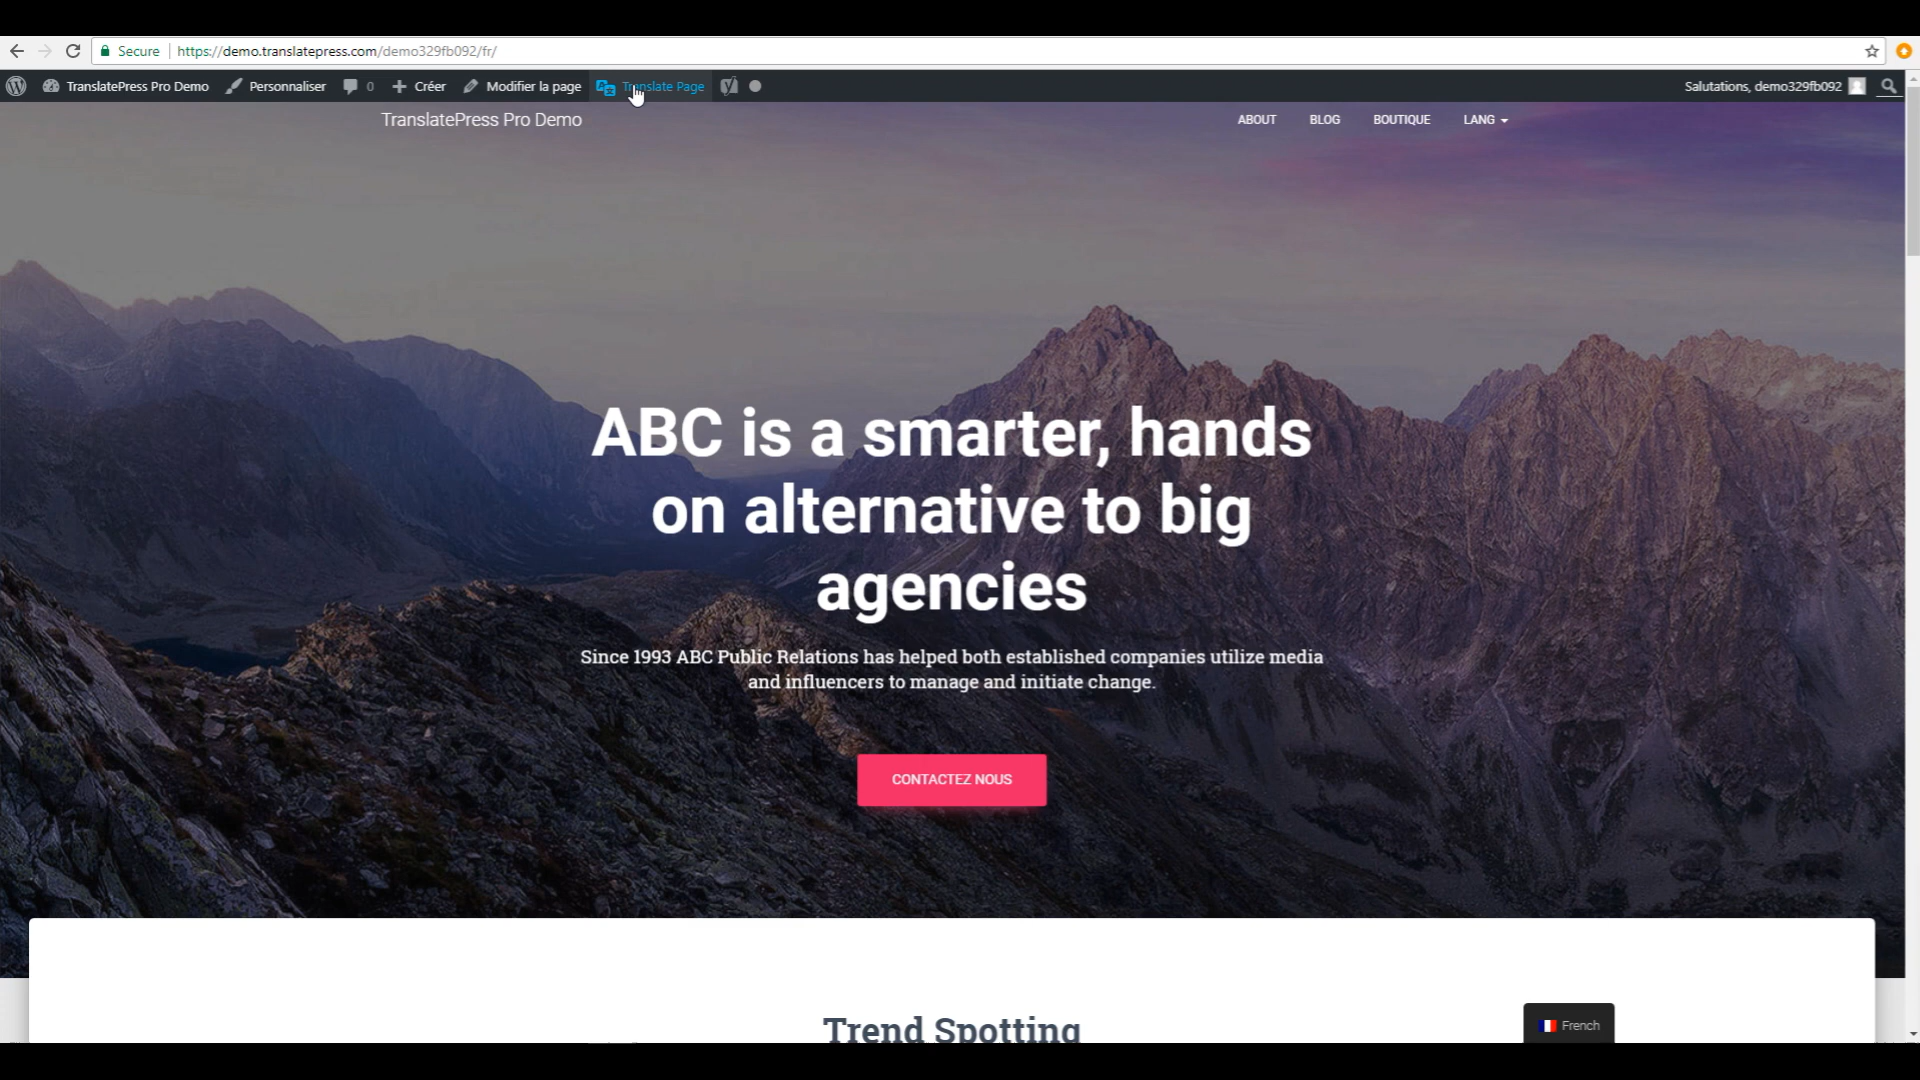 Secure https://demo.translatepress.com/demo329fb092/fr/
TranslatePress Pro Demo Personnaliser 0 Créer Modifier la page Translate Page Salutations, demo329fb092
TranslatePress Pro Demo ABOUT BLOG BOUTIQUE LANG
ABC is a smarter, hands
on alternative to big
agencies
Since 1993 ABC Public Relations has helped both established companies utilize media
and influencers to manage and initiate change.
CONTACTEZ NOUS
Trend Spotting
French